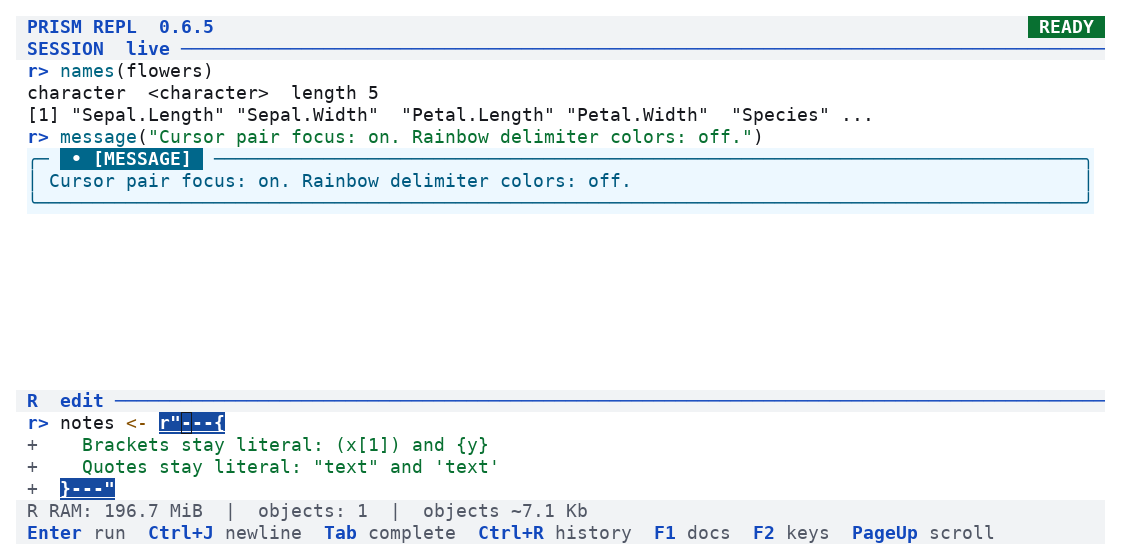 PRISM REPL  0.6.5  READY
SESSION  live
r> names(flowers)
character  <character>  length 5
[1] "Sepal.Length" "Sepal.Width"  "Petal.Length" "Petal.Width"  "Species" ...
r> message("Cursor pair focus: on. Rainbow delimiter colors: off.")
• [MESSAGE]
Cursor pair focus: on. Rainbow delimiter colors: off.
R  edit
r> notes <- r"---{
+    Brackets stay literal: (x[1]) and {y}
+    Quotes stay literal: "text" and 'text'
+  }---"
R RAM: 196.7 MiB  |  objects: 1  |  objects ~7.1 Kb
Enter run  Ctrl+J newline  Tab complete  Ctrl+R history  F1 docs  F2 keys  PageUp scroll